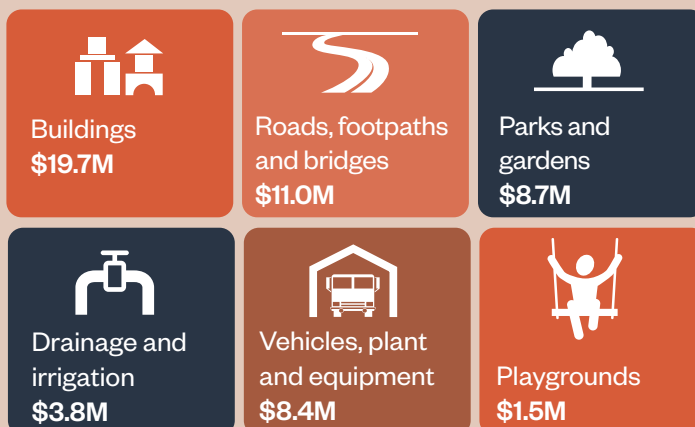 Buildings
$19.7M
Roads, footpaths
and bridges
$11.0M
Parks and
gardens
$8.7M
Drainage and
irrigation
$3.8M
Vehicles, plant
and equipment
$8.4M
Playgrounds
$1.5M